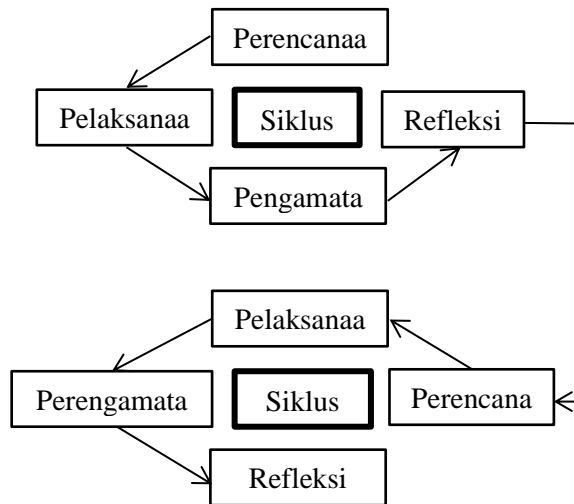 Perencanaa
Pelaksanaa
Siklus
Refleksi
Pengamata
Pelaksanaa
Perengamata
Siklus
Perencana
Refleksi